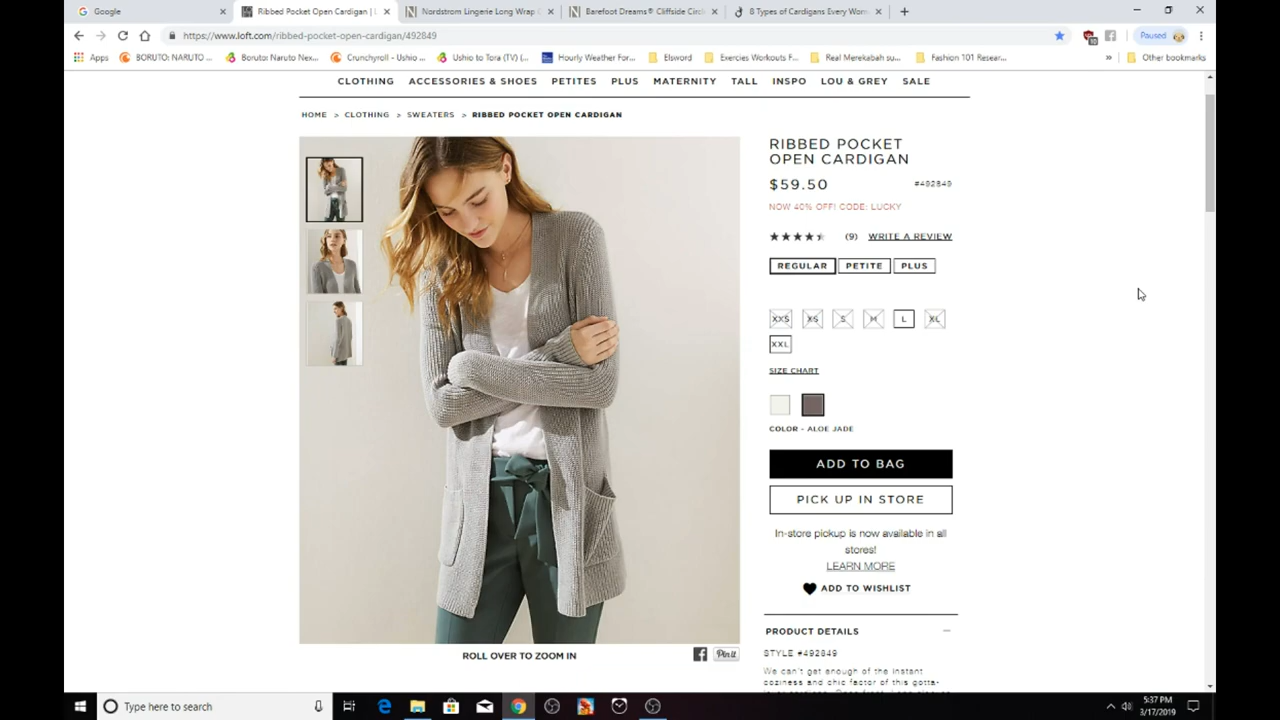 Google
Ribbed Pocket Open Cardigan | L
Nordstrom Lingerie Long Wrap C
Barefoot Dreams® Cliffside Circl
8 Types of Cardigans Every Wom
https://www.loft.com/ribbed-pocket-open-cardigan/492849
Paused
Apps
BORUTO: NARUTO ...
Boruto: Naruto Nex...
Crunchyroll - Ushio ...
Ushio to Tora (TV) (...
Hourly Weather For...
Elsword
Exercies Workouts F...
Real Merekabah su...
Fashion 101 Resear...
»
Other bookmarks
CLOTHING ACCESSORIES & SHOES PETITES PLUS MATERNITY TALL INSPO LOU & GREY SALE
HOME > CLOTHING > SWEATERS > RIBBED POCKET OPEN CARDIGAN
RIBBED POCKET
OPEN CARDIGAN
$59.50 #492849
NOW 40% OFF! CODE: LUCKY
(9) WRITE A REVIEW
REGULAR PETITE PLUS
XXS XS S M L XL
XXL
SIZE CHART
COLOR - ALOE JADE
ADD TO BAG
PICK UP IN STORE
In-store pickup is now available in all
stores!
LEARN MORE
ADD TO WISHLIST
PRODUCT DETAILS
STYLE #492849
We can't get enough of the instant
coziness and chic factor of this gotta-
ROLL OVER TO ZOOM IN
Pin it
Type here to search
5:37 PM
3/17/2019